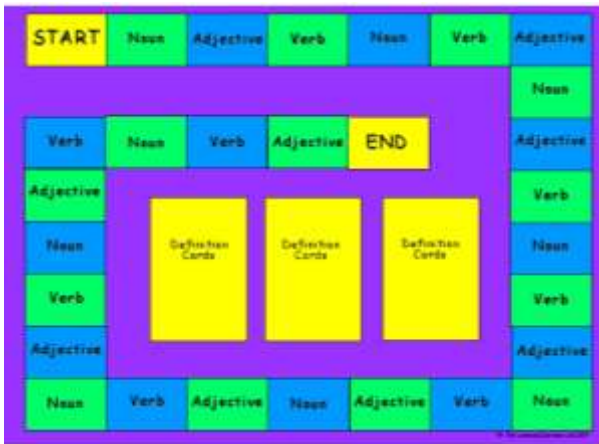 START Noun Adjective Verb Noun Verb Adjective
Noun
Verb Noun Verb Adjective END Adjective
Adjective Verb
Definition Definition Definition
Cards Cards Cards
Noun Noun
Verb Verb
Adjective Adjective
Noun Verb Adjective Noun Adjective Verb Noun